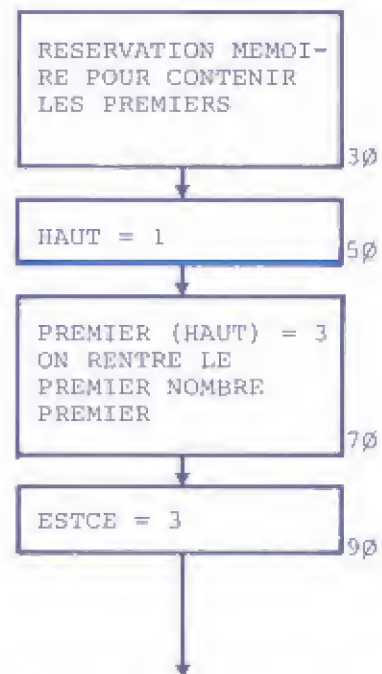 RESERVATION MEMOI-
RE POUR CONTENIR
LES PREMIERS
3Ø
HAUT = 1
5Ø
PREMIER (HAUT) = 3
ON RENTRE LE
PREMIER NOMBRE
PREMIER
7Ø
ESTCE = 3
9Ø